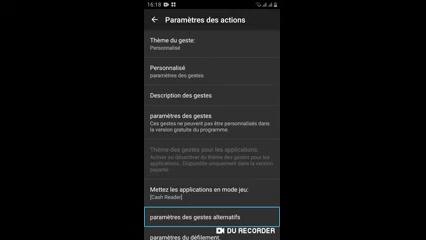 16:18
Paramètres des actions
Thème du geste:
Personnalisé
Personnalisé
paramètres des gestes
Description des gestes
paramètres des gestes
Ces gestes ne peuvent pas être personnalisés dans
la version gratuite du programme.
Thème des gestes pour les applications.
Activer ou désactiver du thème des gestes pour les
applications.. Disponible uniquement dans la version
payante.
Mettez les applications en mode jeu:
[Cash Reader]
paramètres des gestes alternatifs
DU RECORDER
paramètres du défilement.